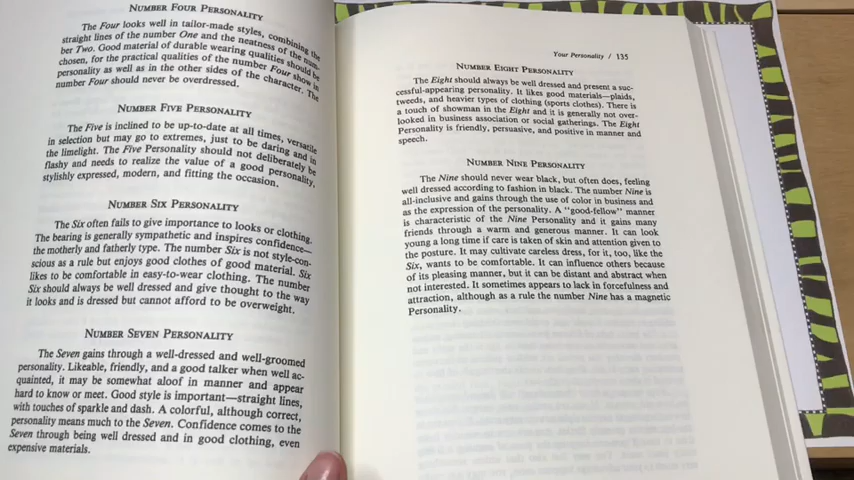 NUMBER FOUR PERSONALITY
The Four looks well in tailor-made styles, combining the
straight lines of the number One and the neatness of the num-
ber Two. Good material of durable wearing qualities should be
chosen, for the practical qualities of the number Four show in
personality as well as in the other sides of the character. The
number Four should never be overdressed.
NUMBER FIVE PERSONALITY
The Five is inclined to be up-to-date at all times, versatile
in selection but may go to extremes, just to be daring and in
the limelight. The Five Personality should not deliberately be
flashy and needs to realize the value of a good personality,
stylishly expressed, modern, and fitting the occasion.
NUMBER SIX PERSONALITY
The Six often fails to give importance to looks or clothing.
The bearing is generally sympathetic and inspires confidence—
the motherly and fatherly type. The number Six is not style-con-
scious as a rule but enjoys good clothes of good material. Six
likes to be comfortable in easy-to-wear clothing. The number
Six should always be well dressed and give thought to the way
it looks and is dressed but cannot afford to be overweight.
NUMBER SEVEN PERSONALITY
The Seven gains through a well-dressed and well-groomed
personality. Likeable, friendly, and a good talker when well ac-
quainted, it may be somewhat aloof in manner and appear
hard to know or meet. Good style is important—straight lines,
with touches of sparkle and dash. A colorful, although correct,
personality means much to the Seven. Confidence comes to the
Seven through being well dressed and in good clothing, even
expensive materials.
Your Personality / 135
NUMBER EIGHT PERSONALITY
The Eight should always be well dressed and present a suc-
cessful-appearing personality. It likes good materials—plaids,
tweeds, and heavier types of clothing (sports clothes). There is
a touch of showman in the Eight and it is generally not over-
looked in business association or social gatherings. The Eight
Personality is friendly, persuasive, and positive in manner and
speech.
NUMBER NINE PERSONALITY
The Nine should never wear black, but often does, feeling
well dressed according to fashion in black. The number Nine is
all-inclusive and gains through the use of color in business and
as the expression of the personality. A "good-fellow" manner
is characteristic of the Nine Personality and it gains many
friends through a warm and generous manner. It can look
young a long time if care is taken of skin and attention given to
the posture. It may cultivate careless dress, for it, too, like the
Six, wants to be comfortable. It can influence others because
of its pleasing manner, but it can be distant and abstract when
not interested. It sometimes appears to lack in forcefulness and
attraction, although as a rule the number Nine has a magnetic
Personality.